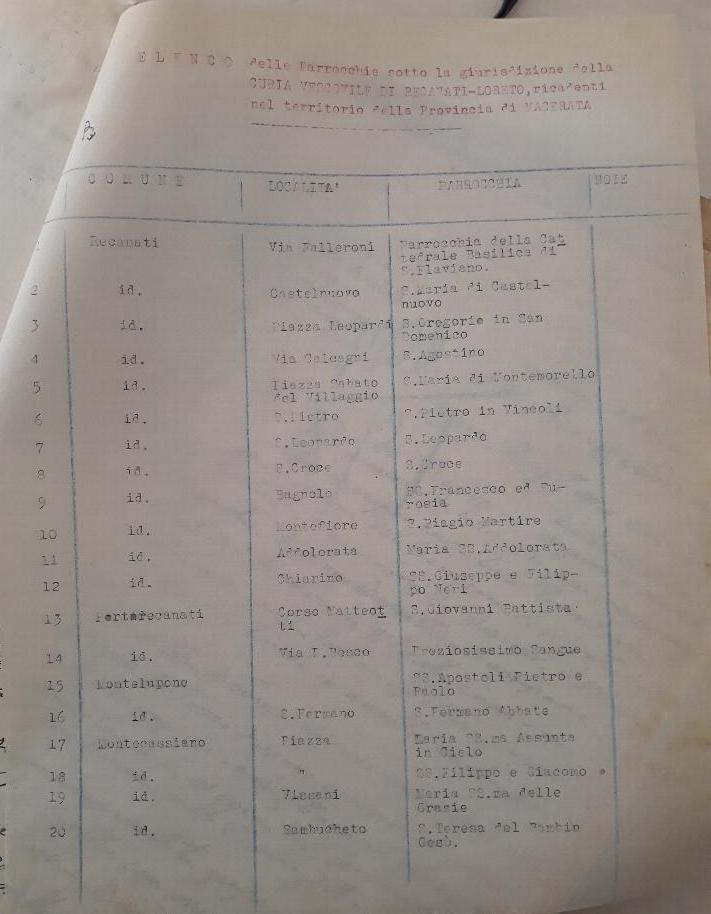 E L E N C O delle Parrocchie sotto la giurisdizione della
CURIA VESCOVILE DI RECANATI-LORETO, ricadenti
nel territorio della Provincia di MACERATA
C O M U N E LOCALITA' PARROCCHIA NOTE
1 Recanati Via Falleroni Parrocchia della Cat
tedrale Basilica di
S.Flaviano.
2 id. Castelnuovo S.Maria di Castel-
nuovo
3 id. Piazza Leopardi S.Gregorio in San
Domenico
4 id. Via Calcagni S.Agostino
5 id. Piazza Sabato S.Maria di Montemorello
del Villaggio
6 id. S.Pietro S.Pietro in Vincoli
7 id. S.Leopardo S.Leopardo
8 id. S.Croce S.Croce
9 id. Bagnolo SS.Francesco ed Eu-
rosia
10 id. Montefiore S.Biagio Martire
11 id. Addolorata Maria SS.Addolorata
12 id. Chiarino SS.Giuseppe e Filip-
po Neri
13 Portorecanati Corso Matteot S.Giovanni Battista
ti
14 id. Via D.Bosco Preziosissimo Sangue
15 Montelupone SS.Apostoli Pietro e
Paolo
16 id. S.Fermano S.Fermano Abbate
17 Montecassiano Piazza Maria SS.ma Assunta
in Cielo
18 id. " SS.Filippo e Giacomo
19 id. Vissani Maria SS.ma delle
Grazie
20 id. Sambucheto S.Teresa del Bambin
Gesù.